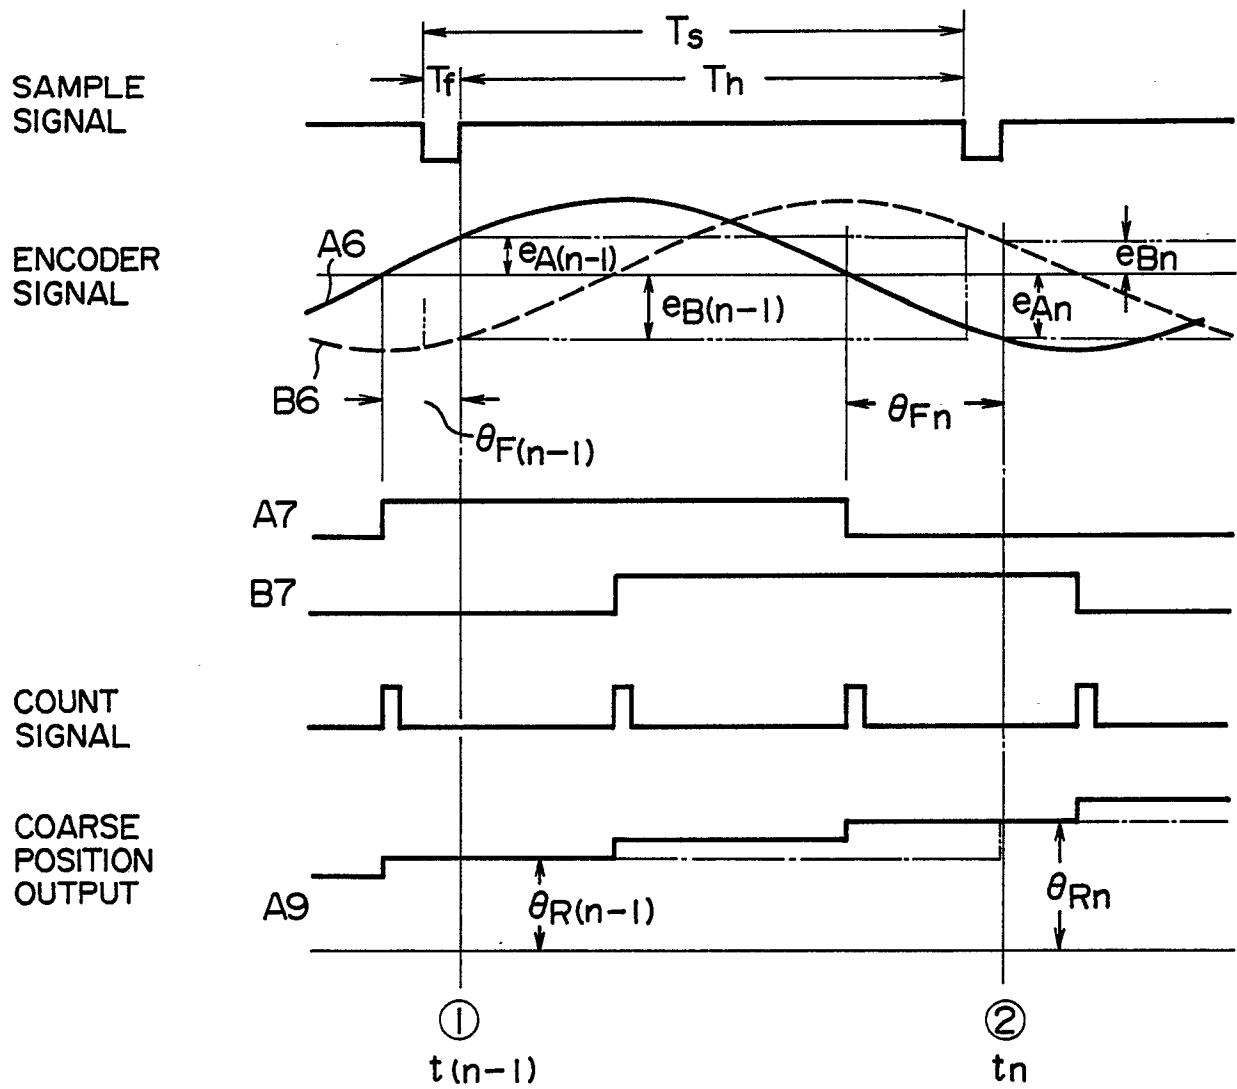 Ts
Tf
Th
SAMPLE
SIGNAL
A6
ENCODER
SIGNAL
eA(n-1)
eB(n-1)
eBn
eAn
B6
θF(n-1)
θFn
A7
B7
COUNT
SIGNAL
COARSE
POSITION
OUTPUT
A9
θR(n-1)
θRn
①
②
t(n-1)
tn